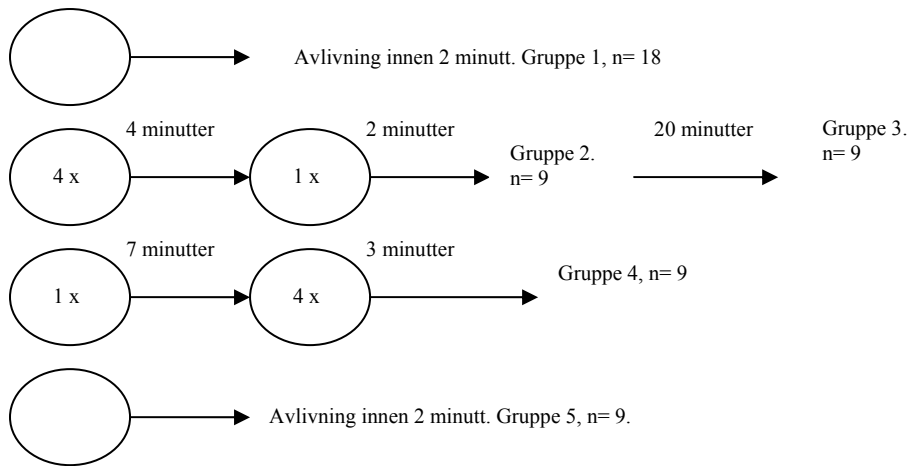 Avlivning innen 2 minutt. Gruppe 1, n= 18
4 minutter
2 minutter
20 minutter
Gruppe 3.
n= 9
4 x
1 x
Gruppe 2.
n= 9
7 minutter
3 minutter
1 x
4 x
Gruppe 4, n= 9
Avlivning innen 2 minutt. Gruppe 5, n= 9.